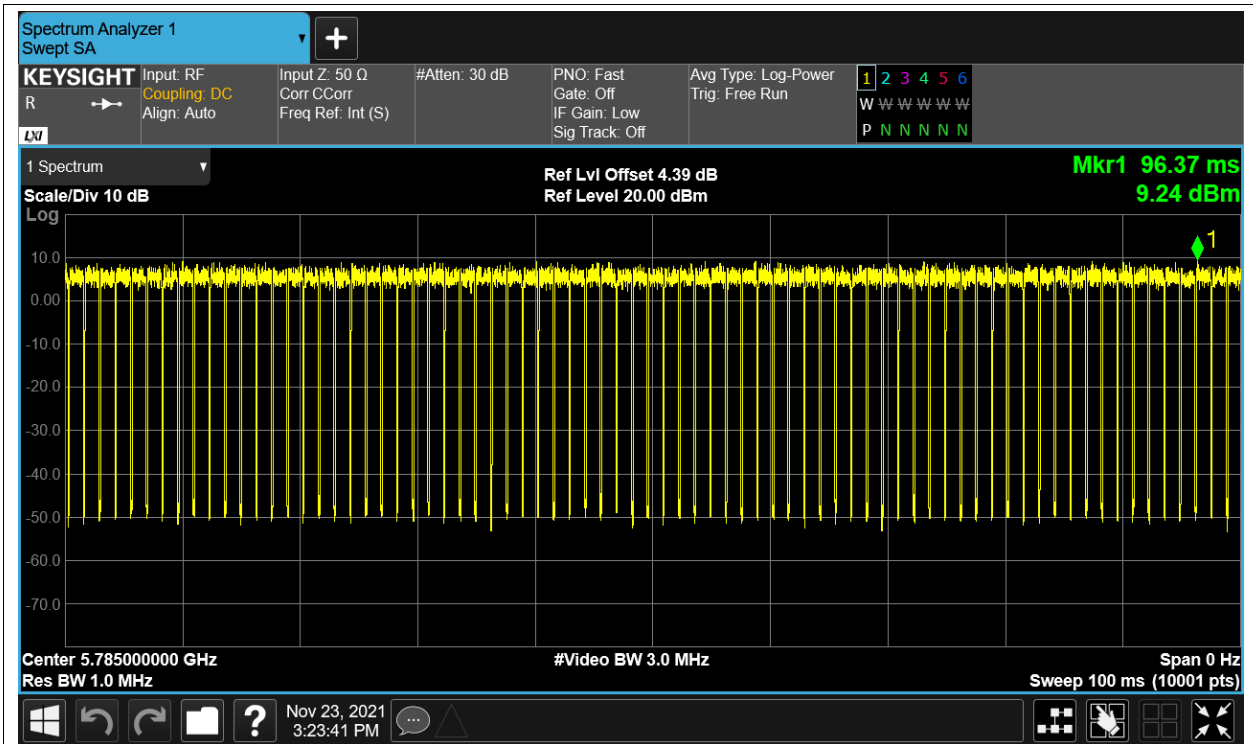 Spectrum Analyzer 1
Swept SA
KEYSIGHT
R
LXI
Input: RF
Coupling: DC
Align: Auto
Input Z: 50 Ω
Corr CCorr
Freq Ref: Int (S)
#Atten: 30 dB
PNO: Fast
Gate: Off
IF Gain: Low
Sig Track: Off
Avg Type: Log-Power
Trig: Free Run
1 2 3 4 5 6
W W W W W W
P N N N N N
1 Spectrum
Scale/Div 10 dB
Ref Lvl Offset 4.39 dB
Ref Level 20.00 dBm
Mkr1 96.37 ms
9.24 dBm
Log
1
10.0
0.00
-10.0
-20.0
-30.0
-40.0
-50.0
-60.0
-70.0
Center 5.785000000 GHz
Res BW 1.0 MHz
#Video BW 3.0 MHz
Span 0 Hz
Sweep 100 ms (10001 pts)
?
Nov 23, 2021
3:23:41 PM